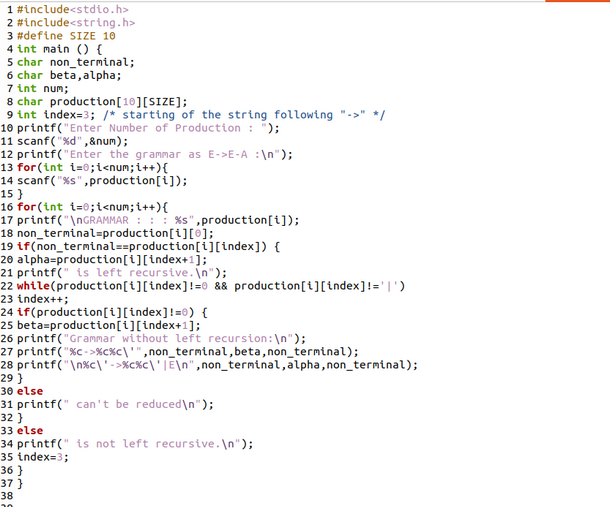 1 #include<stdio.h>
2 #include<string.h>
3 #define SIZE 10
4 int main () {
5 char non_terminal;
6 char beta,alpha;
7 int num;
8 char production[10][SIZE];
9 int index=3; /* starting of the string following "->" */
10 printf("Enter Number of Production : ");
11 scanf("%d",&num);
12 printf("Enter the grammar as E->E-A :\n");
13 for(int i=0;i<num;i++){
14 scanf("%s",production[i]);
15 }
16 for(int i=0;i<num;i++){
17 printf("\nGRAMMAR : : : %s",production[i]);
18 non_terminal=production[i][0];
19 if(non_terminal==production[i][index]) {
20 alpha=production[i][index+1];
21 printf(" is left recursive.\n");
22 while(production[i][index]!=0 && production[i][index]!='|')
23 index++;
24 if(production[i][index]!=0) {
25 beta=production[i][index+1];
26 printf("Grammar without left recursion:\n");
27 printf("%c->%c%c\'",non_terminal,beta,non_terminal);
28 printf("\n%c\'->%c%c\'|E\n",non_terminal,alpha,non_terminal);
29 }
30 else
31 printf(" can't be reduced\n");
32 }
33 else
34 printf(" is not left recursive.\n");
35 index=3;
36 }
37 }
38